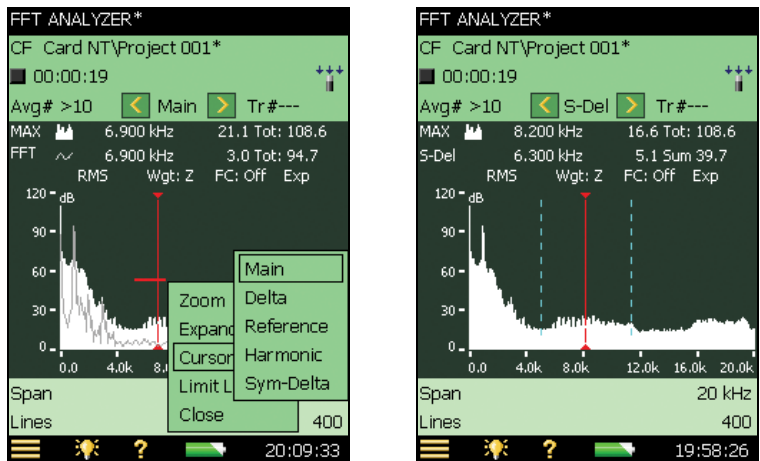 FFT ANALYZER*
CF Card NT\Project 001*
00:00:19
Avg# >10 < Main > Tr#---
MAX 6.900 kHz 21.1 Tot: 108.6
FFT 6.900 kHz 3.0 Tot: 94.7
RMS Wgt: Z FC: Off Exp
120
dB
90
60
30
0
0.0 4.0k 8.
Zoom
Expand
Cursor
Limit L
Close
Main
Delta
Reference
Harmonic
Sym-Delta
Span
Lines 400
? 20:09:33
FFT ANALYZER*
CF Card NT\Project 001*
00:00:19
Avg# >10 < S-Del > Tr#---
MAX 8.200 kHz 16.6 Tot: 108.6
S-Del 6.300 kHz 5.1 Sum 39.7
RMS Wgt: Z FC: Off Exp
120
dB
90
60
30
0
0.0 4.0k 8.0k 12.0k 16.0k 20.0k
Span 20 kHz
Lines 400
? 19:58:26